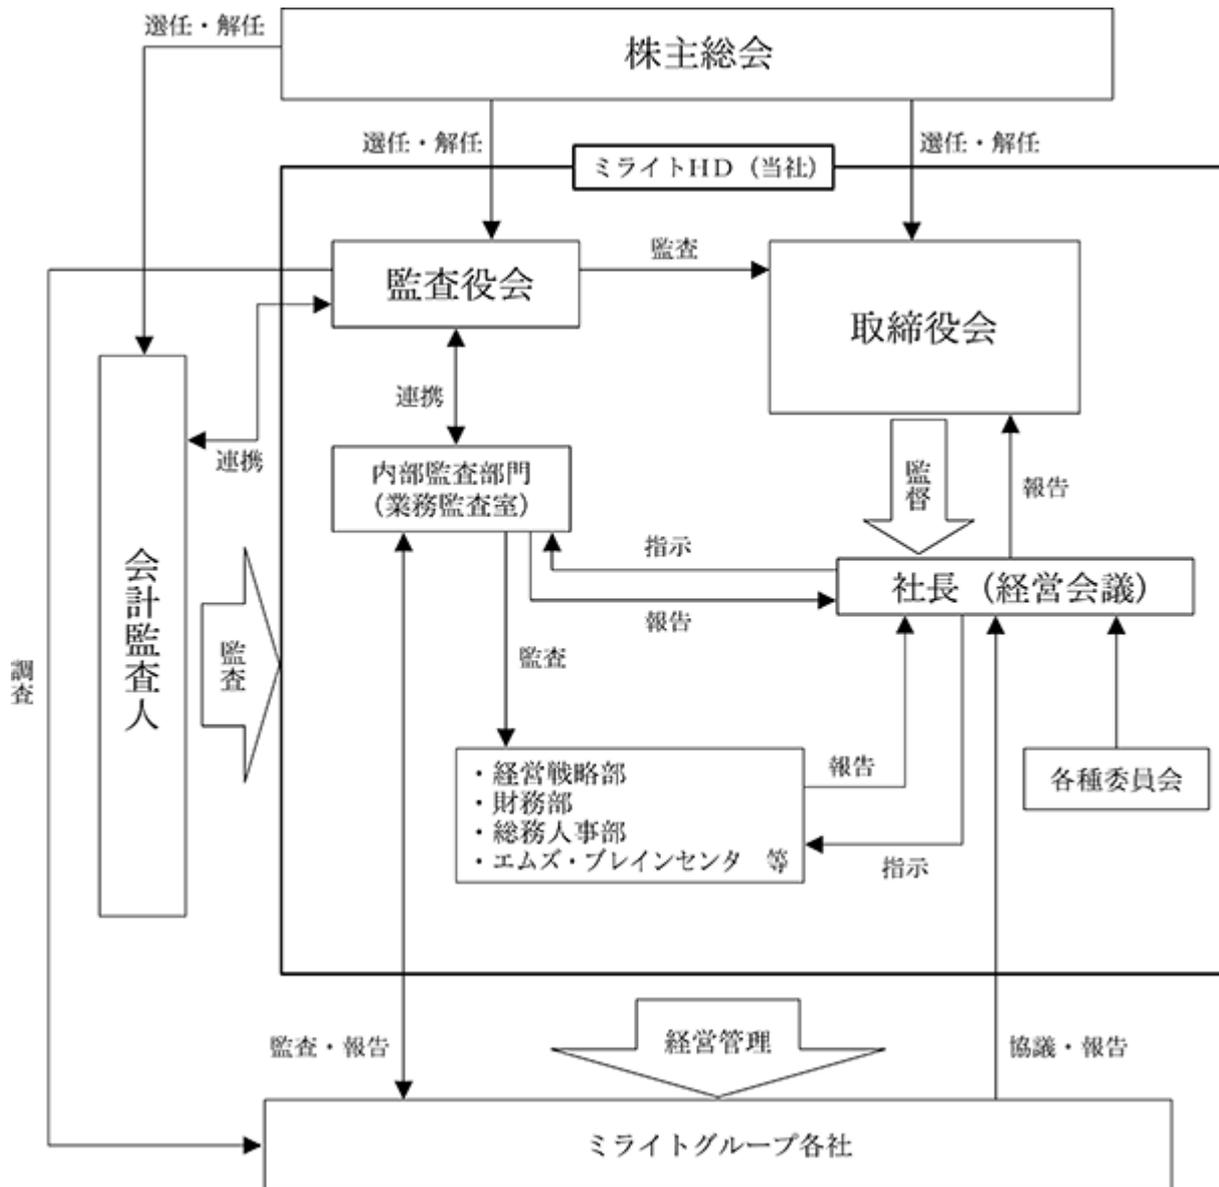 選任・解任
株主総会
選任・解任
選任・解任
ミライトHD（当社）
監査役会
監査
取締役会
連携
連携
内部監査部門
（業務監査室）
監督
報告
指示
社長（経営会議）
報告
会計監査人
監査
監査
調査
・経営戦略部
・財務部
・総務人事部
・エムズ・ブレインセンタ　等
報告
各種委員会
指示
監査・報告
経営管理
協議・報告
ミライトグループ各社